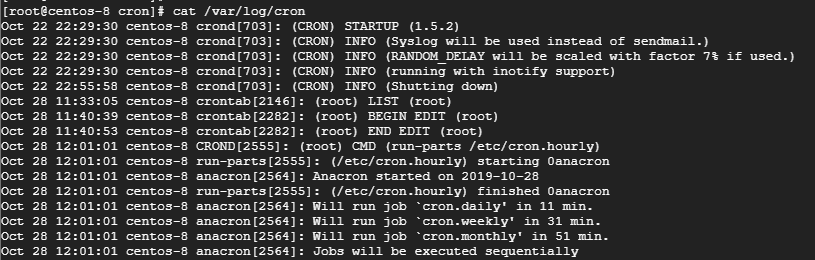 [root@centos-8 cron]# cat /var/log/cron
Oct 22 22:29:30 centos-8 crond[703]: (CRON) STARTUP (1.5.2)
Oct 22 22:29:30 centos-8 crond[703]: (CRON) INFO (Syslog will be used instead of sendmail.)
Oct 22 22:29:30 centos-8 crond[703]: (CRON) INFO (RANDOM_DELAY will be scaled with factor 7% if used.)
Oct 22 22:29:30 centos-8 crond[703]: (CRON) INFO (running with inotify support)
Oct 22 22:55:58 centos-8 crond[703]: (CRON) INFO (Shutting down)
Oct 28 11:33:05 centos-8 crontab[2146]: (root) LIST (root)
Oct 28 11:40:39 centos-8 crontab[2282]: (root) BEGIN EDIT (root)
Oct 28 11:40:53 centos-8 crontab[2282]: (root) END EDIT (root)
Oct 28 12:01:01 centos-8 CROND[2555]: (root) CMD (run-parts /etc/cron.hourly)
Oct 28 12:01:01 centos-8 run-parts[2555]: (/etc/cron.hourly) starting 0anacron
Oct 28 12:01:01 centos-8 anacron[2564]: Anacron started on 2019-10-28
Oct 28 12:01:01 centos-8 run-parts[2555]: (/etc/cron.hourly) finished 0anacron
Oct 28 12:01:01 centos-8 anacron[2564]: Will run job `cron.daily' in 11 min.
Oct 28 12:01:01 centos-8 anacron[2564]: Will run job `cron.weekly' in 31 min.
Oct 28 12:01:01 centos-8 anacron[2564]: Will run job `cron.monthly' in 51 min.
Oct 28 12:01:01 centos-8 anacron[2564]: Jobs will be executed sequentially